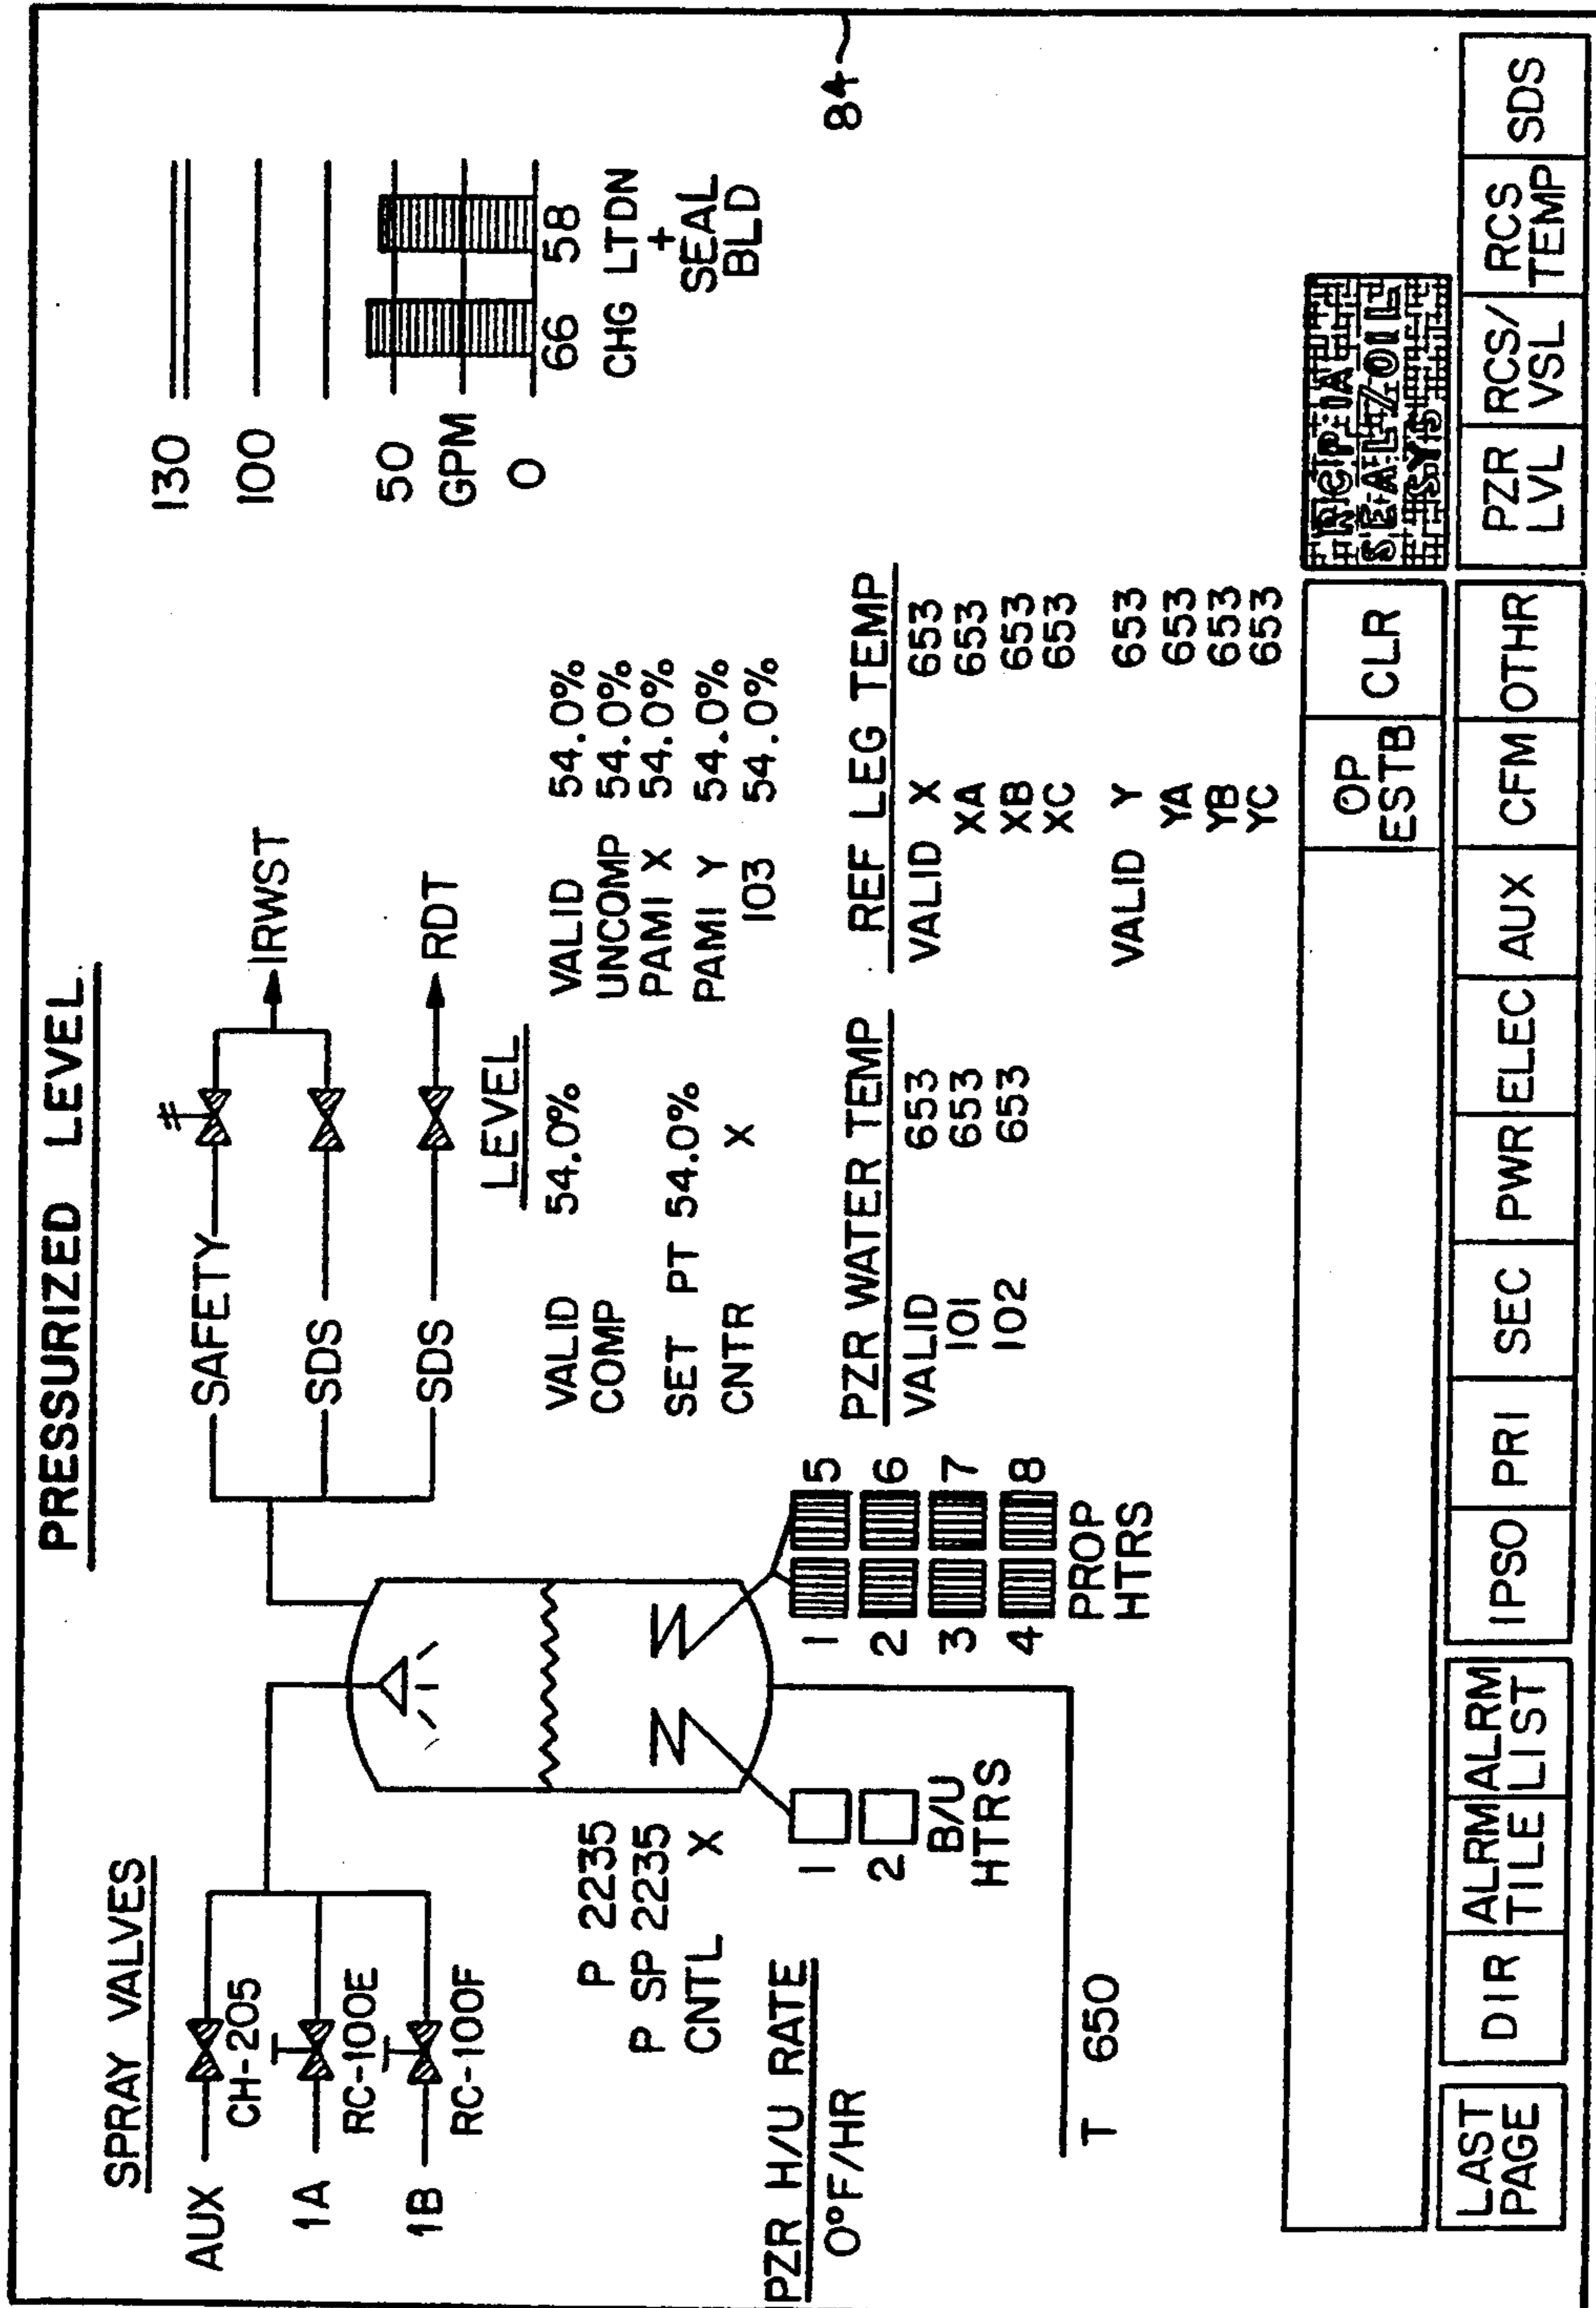 PRESSURIZED LEVEL
SPRAY VALVES
AUX
CH-205
1A
RC-100E
1B
RC-100F
SAFETY
SDS
SDS
IRWST
RDT
130
100
50
GPM
0
66 58
CHG LTDN
+
SEAL
BLD
P 2235
P SP 2235
CNTL X
PZR H/U RATE
0°F/HR
1
2
B/U
HTRS
1 5
2 6
3 7
4 8
PROP
HTRS
T 650
LEVEL
VALID 54.0%
COMP
SET PT 54.0%
CNTR X
VALID 54.0%
UNCOMP 54.0%
PAMI X 54.0%
PAMI Y 54.0%
103 54.0%
PZR WATER TEMP
VALID 653
101 653
102 653
REF LEG TEMP
VALID X 653
XA 653
XB 653
XC 653
VALID Y 653
YA 653
YB 653
YC 653
84
OP
ESTB
CLR
RCP 1A
SEAL/OIL
SYS
LAST
PAGE
DIR
ALRM
TILE
ALRM
LIST
IPSO
PRI
SEC
PWR
ELEC
AUX
CFM
OTHR
PZR
LVL
RCS/
VSL
RCS
TEMP
SDS